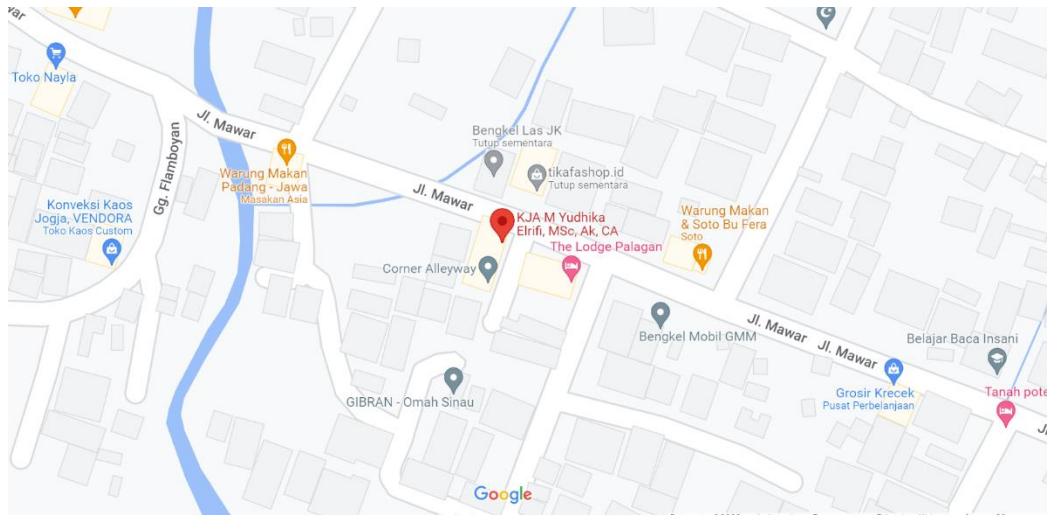 ar
Toko Nayla
Jl. Mawar
Gg. Flamboyan
Bengkel Las JK
Tutup sementara
Warung Makan
Padang - Jawa
Masakan Asia
tikafashop.id
Tutup sementara
Jl. Mawar
Konveksi Kaos
Jogja, VENDORA
Toko Kaos Custom
KJA M Yudhika
Elrifi, MSc, Ak, CA
Warung Makan
& Soto Bu Fera
Soto
The Lodge Palagan
Corner Alleyway
Jl. Mawar
Jl. Mawar
Bengkel Mobil GMM
Belajar Baca Insani
GIBRAN - Omah Sinau
Grosir Krecek
Pusat Perbelanjaan
Tanah pote
Google